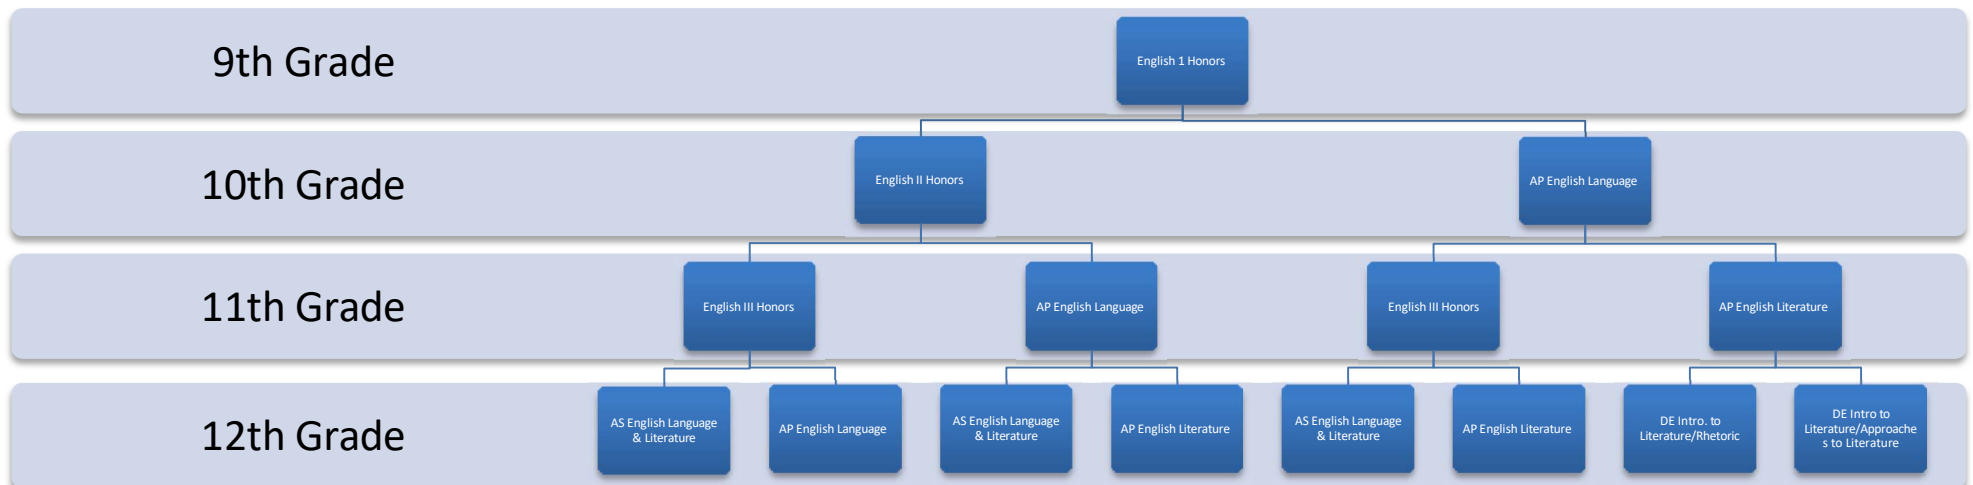 9th Grade
English 1 Honors
10th Grade
English II Honors
AP English Language
11th Grade
English III Honors
AP English Language
English III Honors
AP English Literature
12th Grade
AS English Language
& Literature
AP English Language
AS English Language
& Literature
AP English Literature
AS English Language
& Literature
AP English Literature
DE Intro. to
Literature/Rhetoric
DE Intro to
Literature/Approache
s to Literature